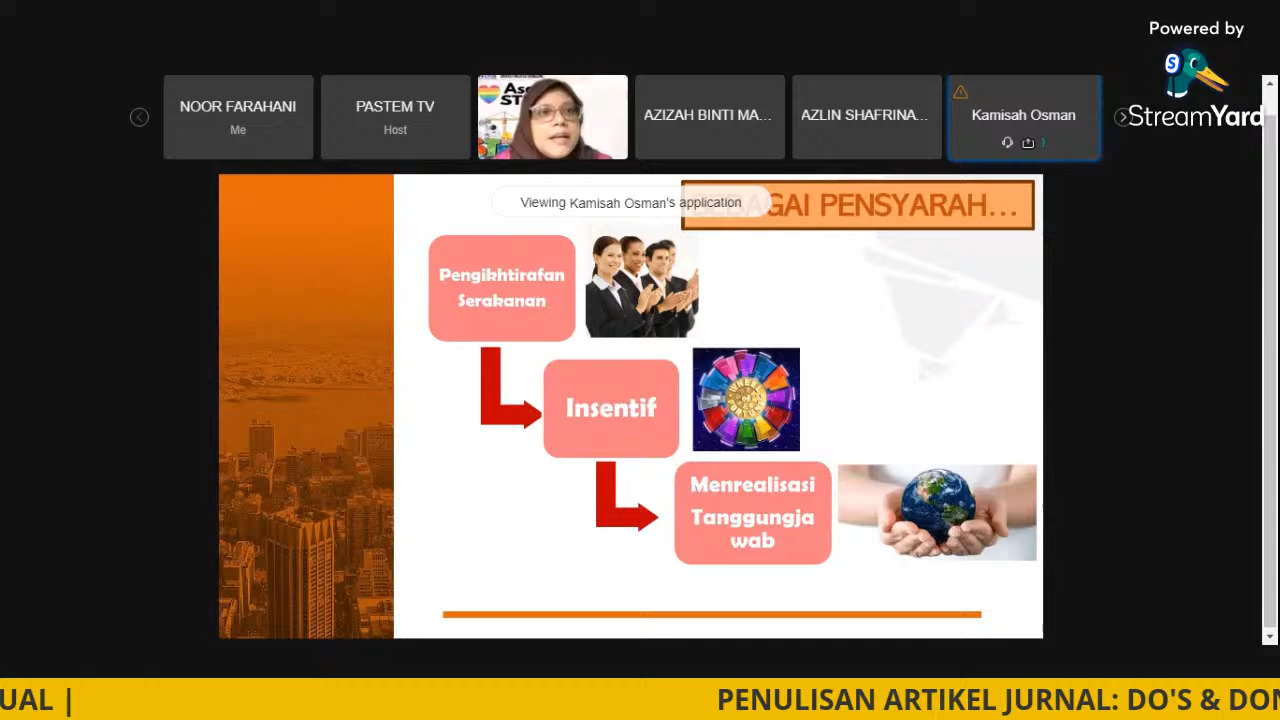 Powered by
StreamYard
NOOR FARAHANI
Me
PASTEM TV
Host
AZIZAH BINTI MA...
AZLIN SHAFRINA...
Kamisah Osman
Viewing Kamisah Osman's application
GAI PENSYARAH...
Pengikhtirafan
Serakanan
Insentif
Menrealisasi
Tanggungja
wab
UAL |
PENULISAN ARTIKEL JURNAL: DO'S & DON